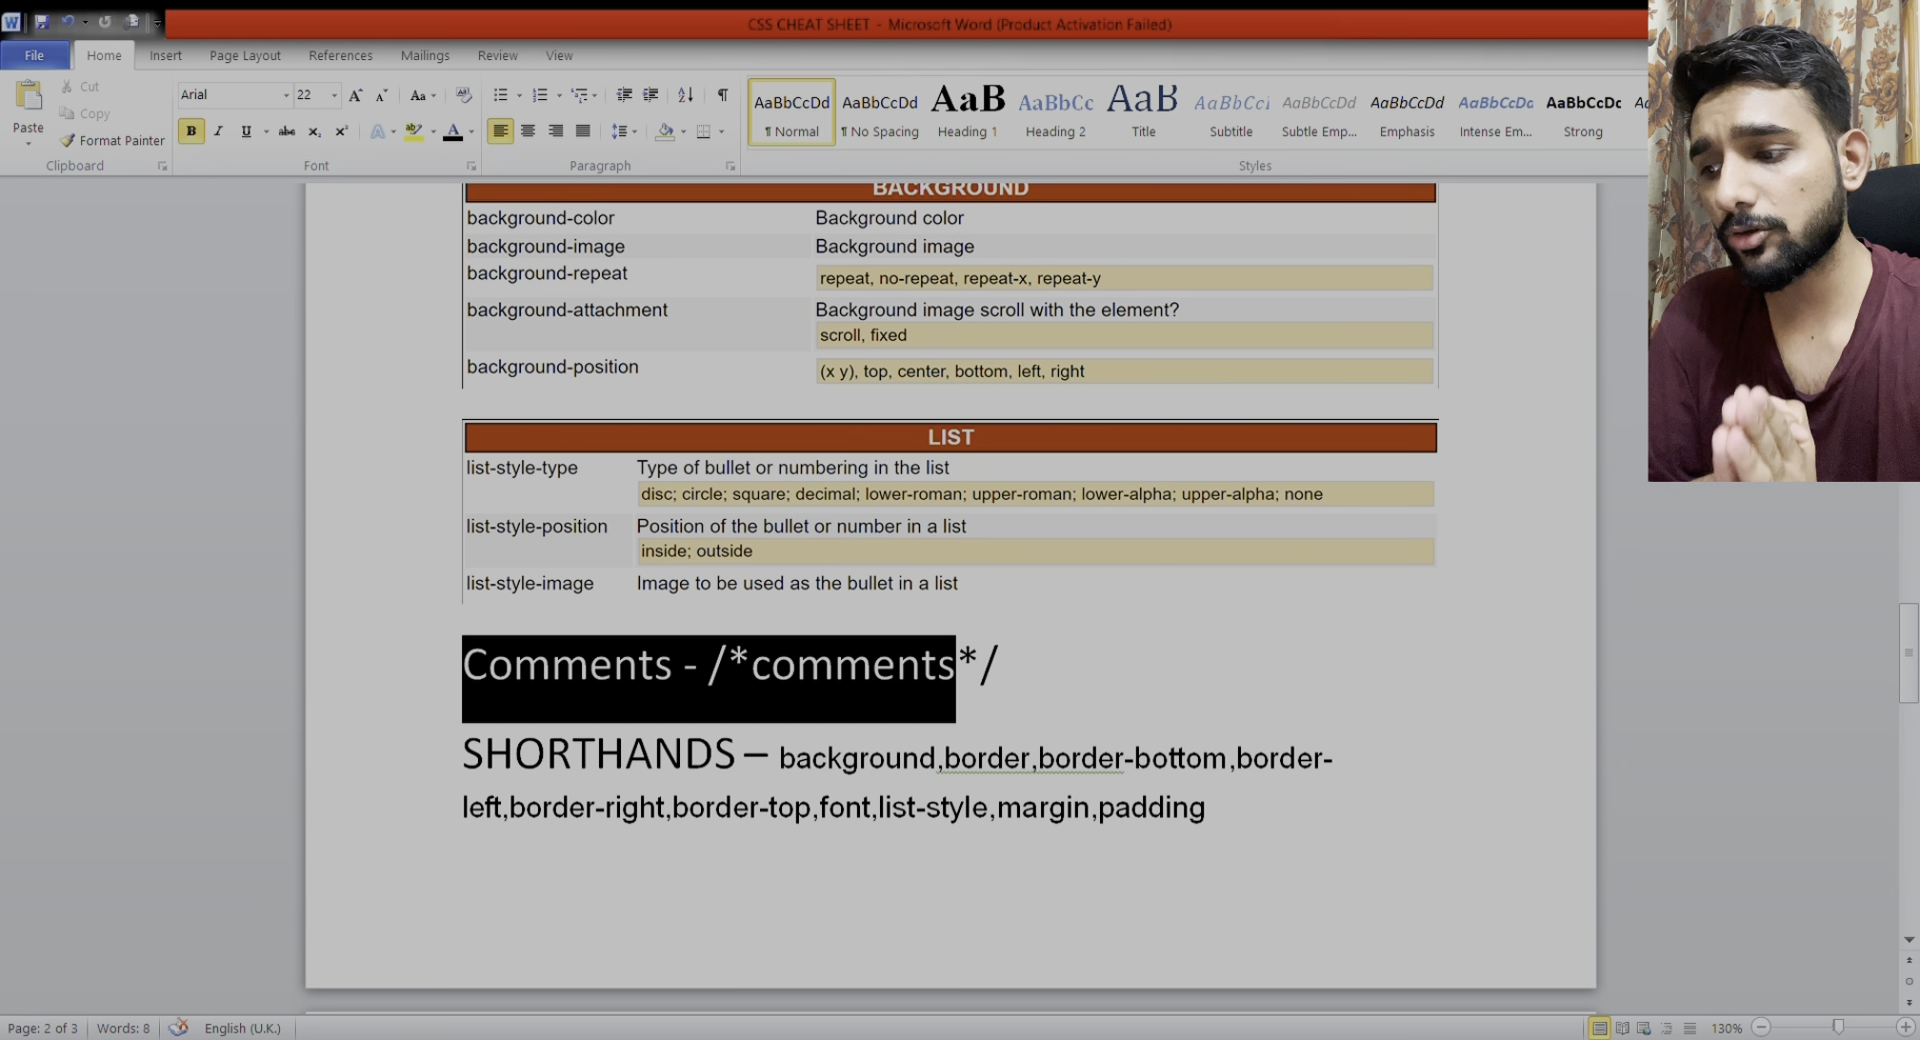 CSS CHEAT SHEET - Microsoft Word (Product Activation Failed)
File Home Insert Page Layout References Mailings Review View
Paste
Cut
Copy
Format Painter
Clipboard
Arial 22
Font
Paragraph
AaBbCcDd AaBbCcDd AaB AaBbCc AaB AaBbCcI AaBbCcDd AaBbCcDd AaBbCcDd AaBbCcDc
¶ Normal ¶ No Spacing Heading 1 Heading 2 Title Subtitle Subtle Emp... Emphasis Intense Em... Strong
Styles
BACKGROUND
background-color Background color
background-image Background image
background-repeat repeat, no-repeat, repeat-x, repeat-y
background-attachment Background image scroll with the element?
scroll, fixed
background-position (x y), top, center, bottom, left, right
LIST
list-style-type Type of bullet or numbering in the list
disc; circle; square; decimal; lower-roman; upper-roman; lower-alpha; upper-alpha; none
list-style-position Position of the bullet or number in a list
inside; outside
list-style-image Image to be used as the bullet in a list
Comments - /*comments*/
SHORTHANDS – background,border,border-bottom,border-
left,border-right,border-top,font,list-style,margin,padding
Page: 2 of 3 Words: 8 English (U.K.) 130%